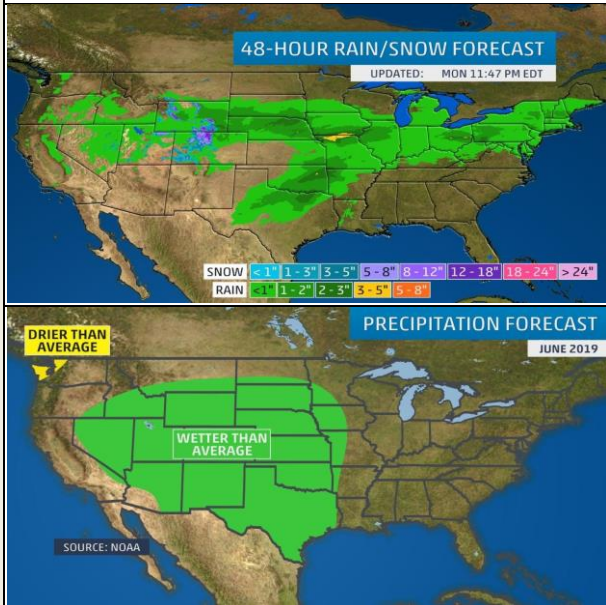 48-HOUR RAIN/SNOW FORECAST
UPDATED: MON 11:47 PM EDT
SNOW <1" 1 - 3" 3 - 5" 5 - 8" 8 - 12" 12 - 18" 18 - 24" > 24"
RAIN <1" 1 - 2" 2 - 3" 3 - 5" 5 - 8"
PRECIPITATION FORECAST
JUNE 2019
DRIER THAN
AVERAGE
WETTER THAN
AVERAGE
SOURCE: NOAA